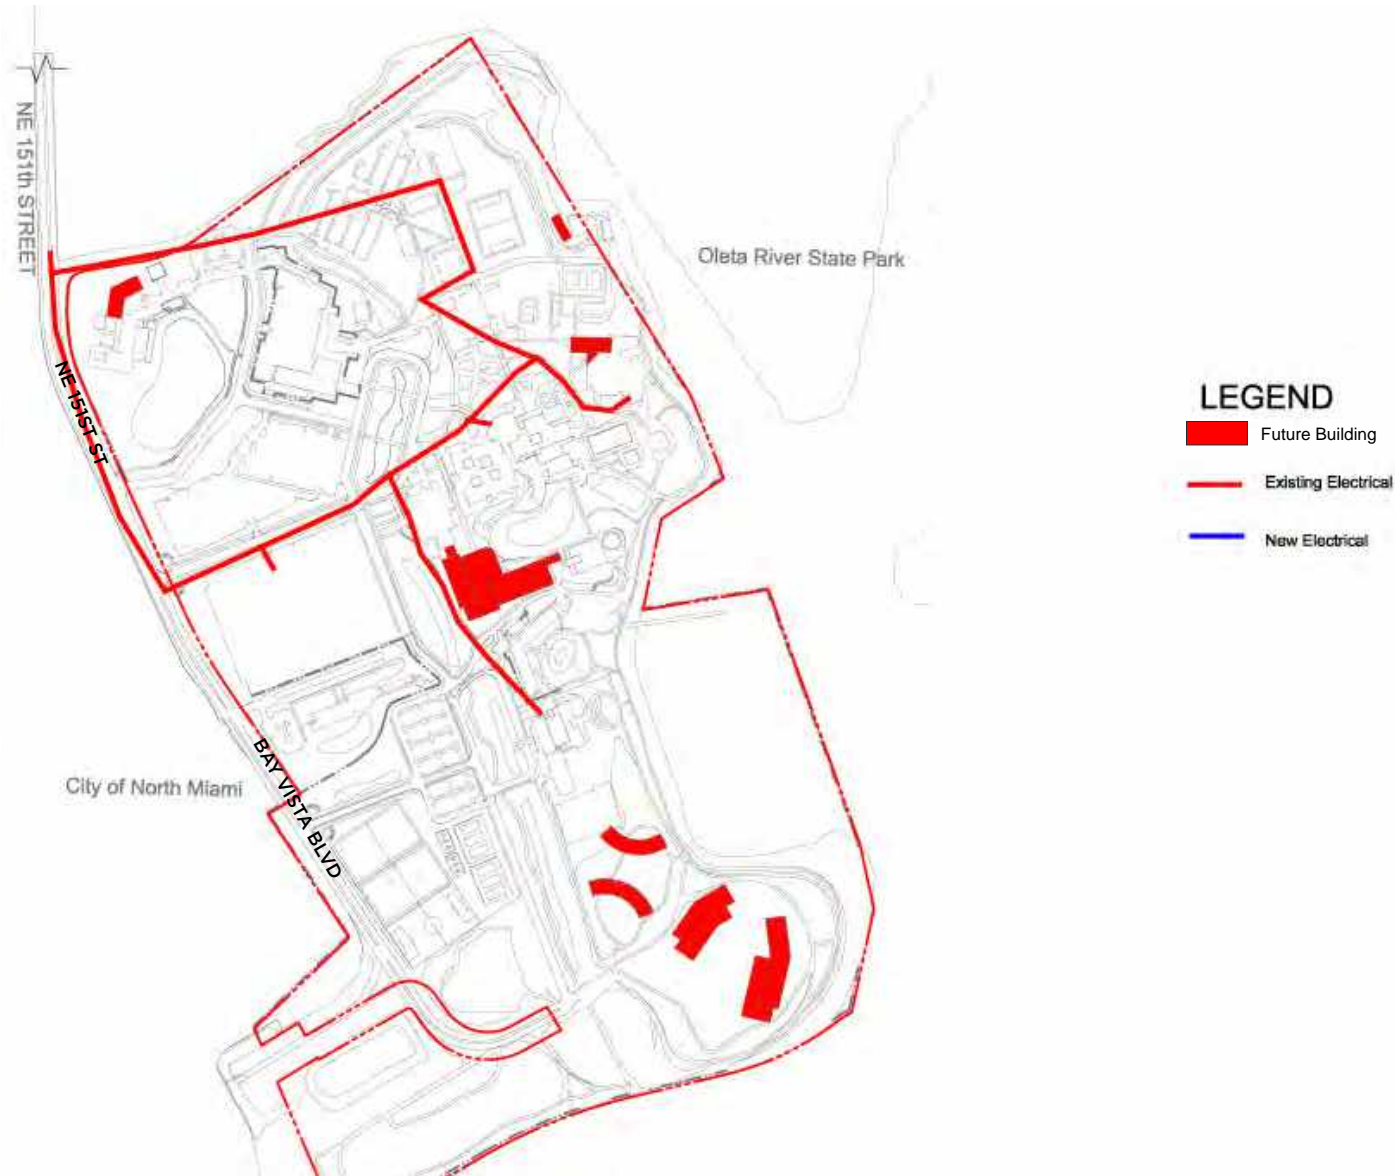 NE 151th STREET
Oleta River State Park
NE 151ST ST
LEGEND
Future Building
Existing Electrical
New Electrical
BAY VISTA BLVD
City of North Miami